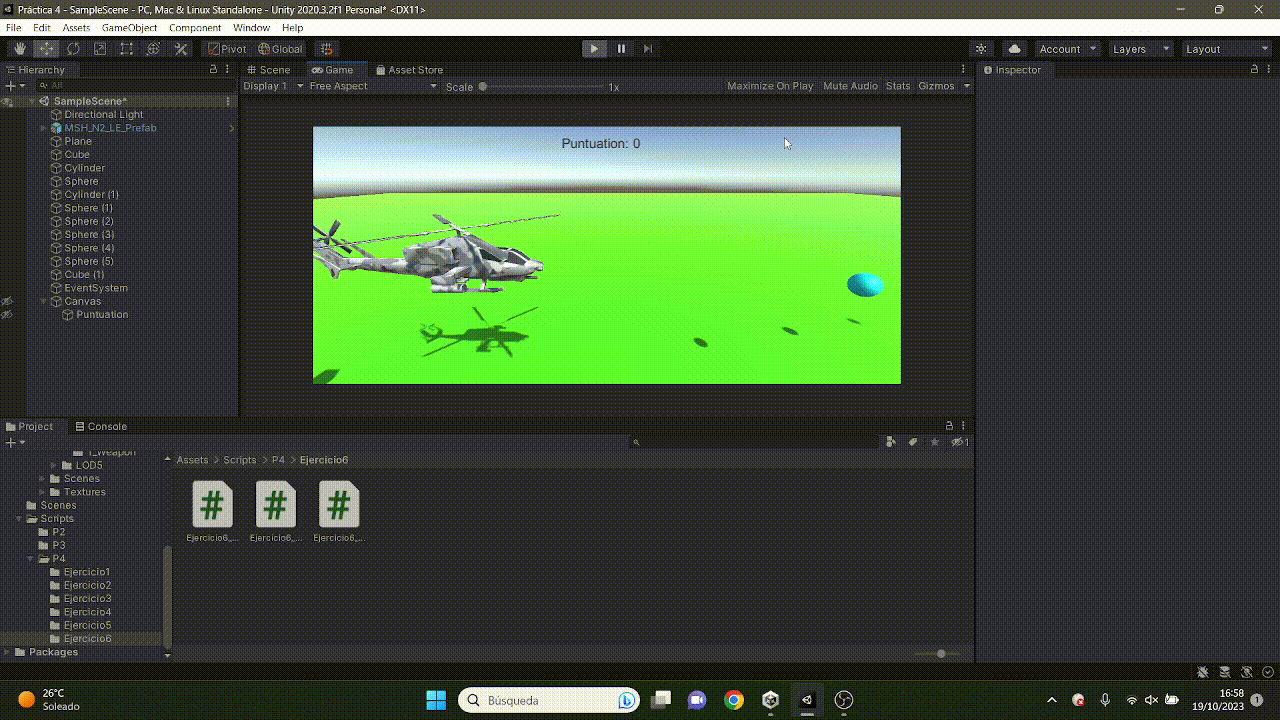 Práctica 4 - SampleScene - PC, Mac & Linux Standalone - Unity 2020.3.2f1 Personal* <DX11>
File Edit Assets GameObject Component Window Help
Pivot Global Account Layers Layout
Hierarchy
All
SampleScene*
Directional Light
MSH_N2_LE_Prefab
Plane
Cube
Cylinder
Sphere
Cylinder (1)
Sphere (1)
Sphere (2)
Sphere (3)
Sphere (4)
Sphere (5)
Cube (1)
EventSystem
Canvas
Puntuation
Scene Game Asset Store
Display 1 Free Aspect Scale 1x Maximize On Play Mute Audio Stats Gizmos
Puntuation: 0
Inspector
Project Console
1
T_Weapon
LOD5
Scenes
Textures
Scenes
Scripts
P2
P3
P4
Ejercicio1
Ejercicio2
Ejercicio3
Ejercicio4
Ejercicio5
Ejercicio6
Packages
Assets > Scripts > P4 > Ejercicio6
Ejercicio6_... Ejercicio6_... Ejercicio6_...
26°C
Soleado
Búsqueda
16:58
19/10/2023
1